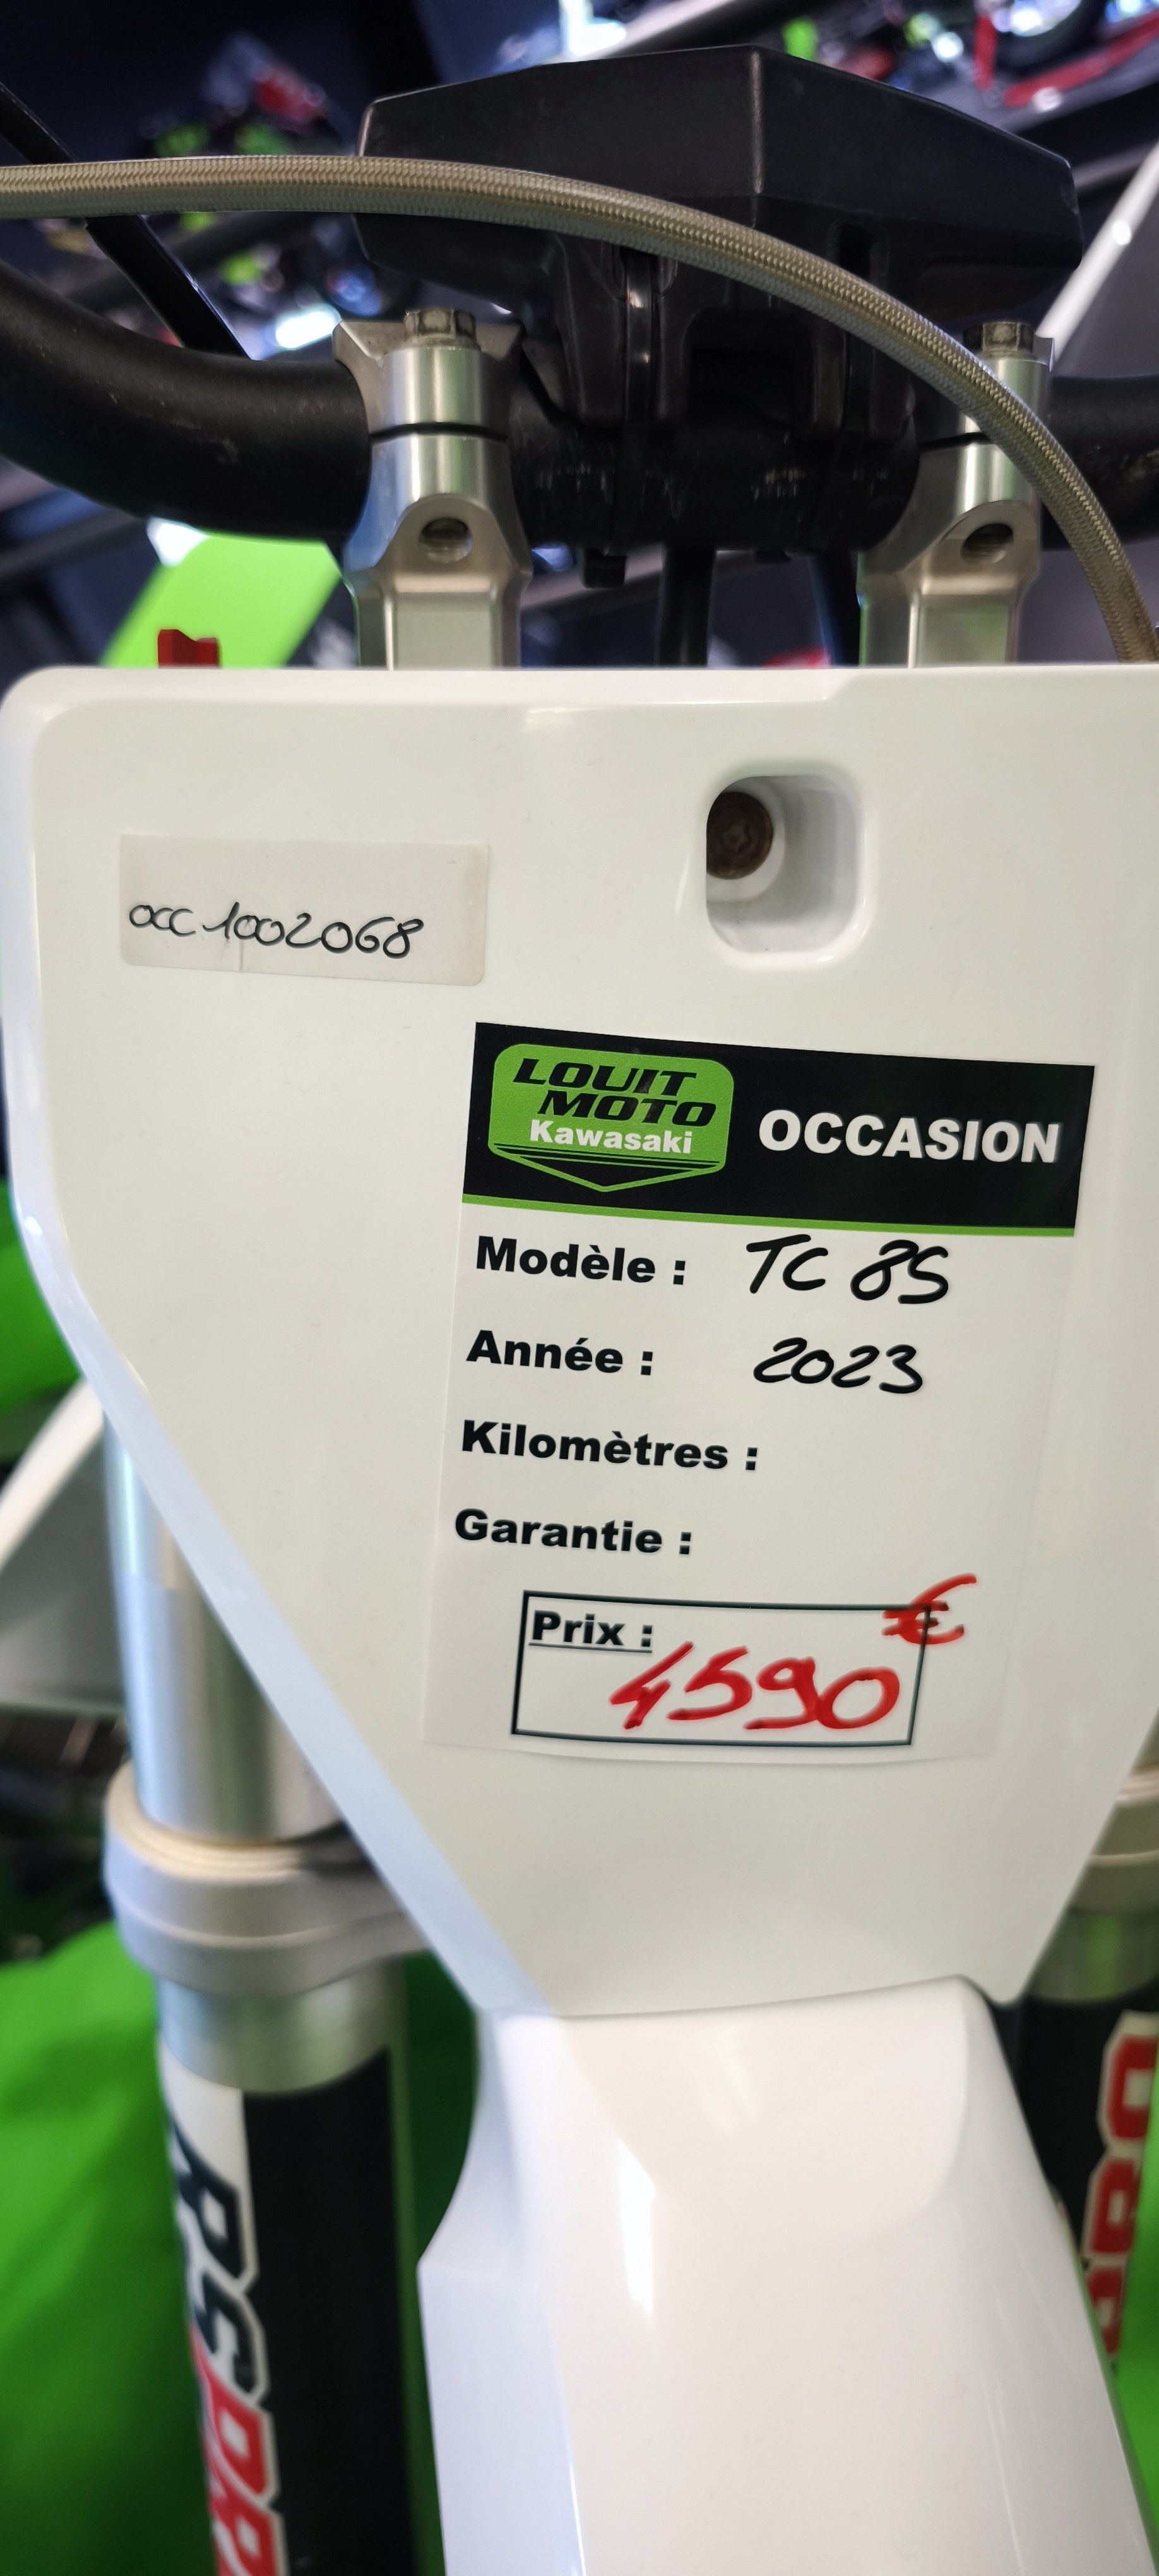 occ 1002068
LOUIT
MOTO
Kawasaki
OCCASION
Modèle : TC 85
Année : 2023
Kilomètres :
Garantie :
Prix :
4590 €